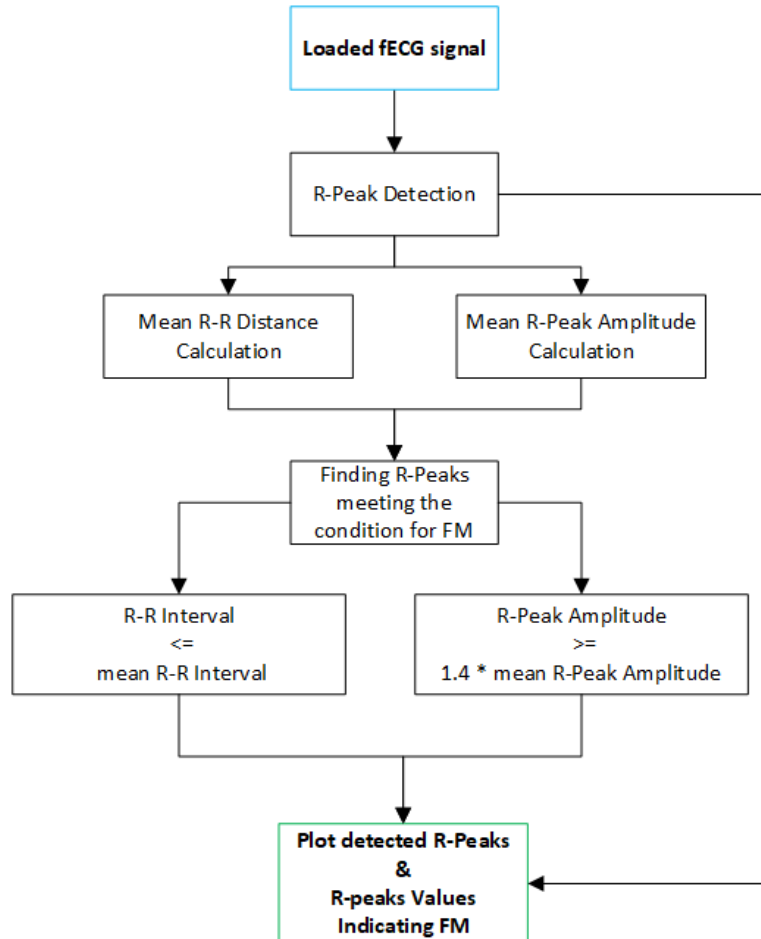 Loaded fECG signal
R-Peak Detection
Mean R-R Distance
Calculation
Mean R-Peak Amplitude
Calculation
Finding R-Peaks
meeting the
condition for FM
R-R Interval
<=
mean R-R Interval
R-Peak Amplitude
>=
1.4 * mean R-Peak Amplitude
Plot detected R-Peaks
&
R-peaks Values
Indicating FM